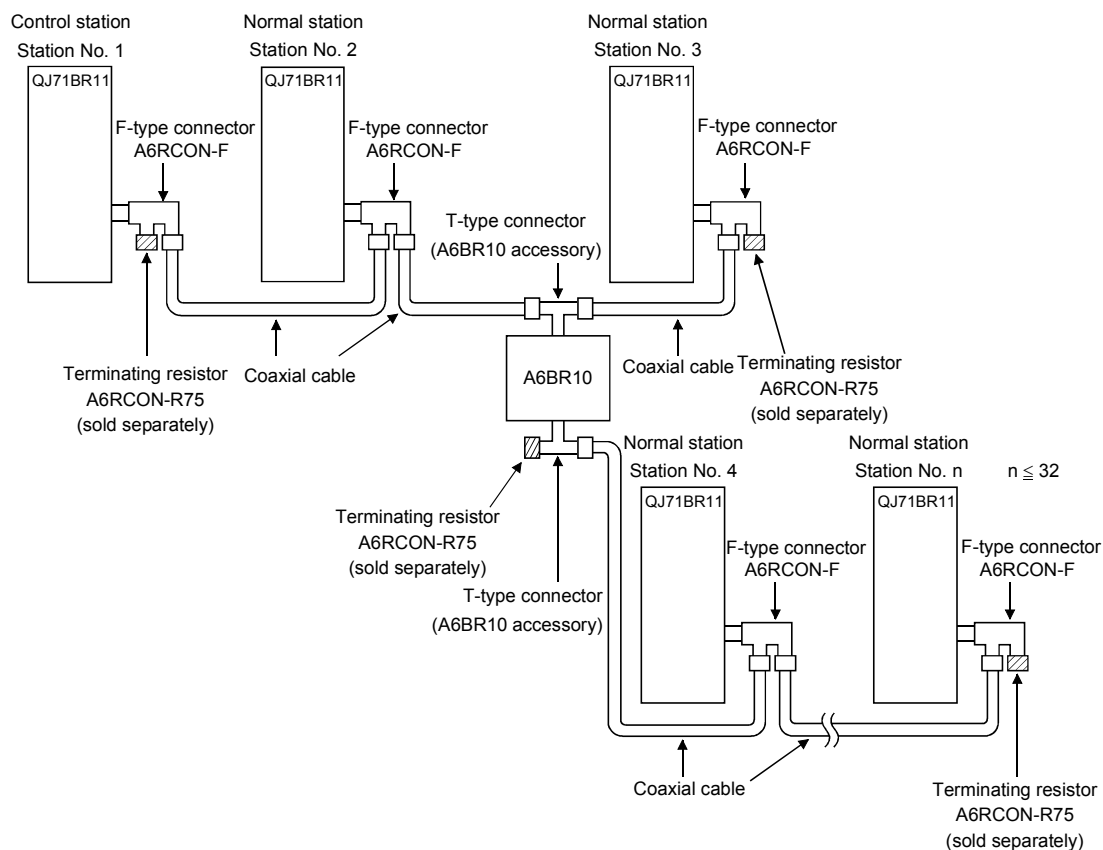 Control station
Station No. 1
Normal station
Station No. 2
Normal station
Station No. 3
QJ71BR11
QJ71BR11
QJ71BR11
F-type connector
A6RCON-F
F-type connector
A6RCON-F
F-type connector
A6RCON-F
T-type connector
(A6BR10 accessory)
Terminating resistor
A6RCON-R75
(sold separately)
Coaxial cable
A6BR10
Coaxial cable
Terminating resistor
A6RCON-R75
(sold separately)
Normal station
Station No. 4
Normal station
Station No. n
n ≦ 32
QJ71BR11
QJ71BR11
Terminating resistor
A6RCON-R75
(sold separately)
T-type connector
(A6BR10 accessory)
F-type connector
A6RCON-F
F-type connector
A6RCON-F
Coaxial cable
Terminating resistor
A6RCON-R75
(sold separately)